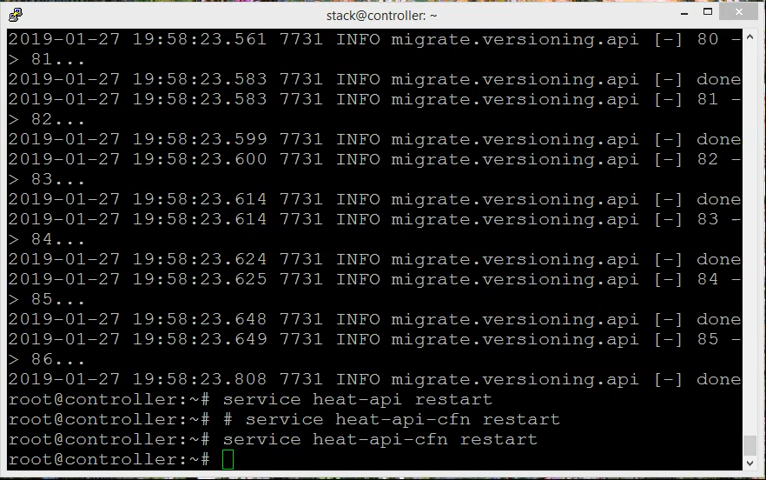 stack@controller: ~
2019-01-27 19:58:23.561 7731 INFO migrate.versioning.api [-] 80 -
> 81...
2019-01-27 19:58:23.583 7731 INFO migrate.versioning.api [-] done
2019-01-27 19:58:23.583 7731 INFO migrate.versioning.api [-] 81 -
> 82...
2019-01-27 19:58:23.599 7731 INFO migrate.versioning.api [-] done
2019-01-27 19:58:23.600 7731 INFO migrate.versioning.api [-] 82 -
> 83...
2019-01-27 19:58:23.614 7731 INFO migrate.versioning.api [-] done
2019-01-27 19:58:23.614 7731 INFO migrate.versioning.api [-] 83 -
> 84...
2019-01-27 19:58:23.624 7731 INFO migrate.versioning.api [-] done
2019-01-27 19:58:23.625 7731 INFO migrate.versioning.api [-] 84 -
> 85...
2019-01-27 19:58:23.648 7731 INFO migrate.versioning.api [-] done
2019-01-27 19:58:23.649 7731 INFO migrate.versioning.api [-] 85 -
> 86...
2019-01-27 19:58:23.808 7731 INFO migrate.versioning.api [-] done
root@controller:~# service heat-api restart
root@controller:~# # service heat-api-cfn restart
root@controller:~# service heat-api-cfn restart
root@controller:~#